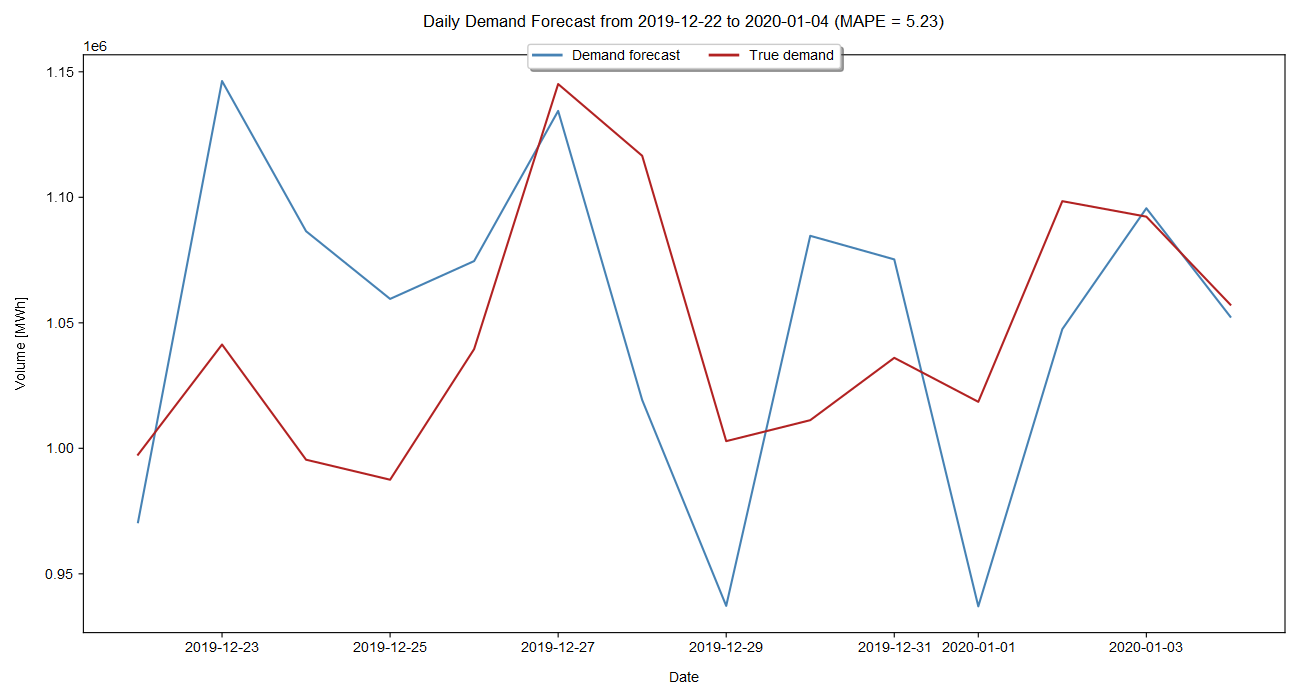 Daily Demand Forecast from 2019-12-22 to 2020-01-04 (MAPE = 5.23)
1e6
Demand forecast True demand
1.15
1.10
1.05
1.00
0.95
Volume [MWh]
2019-12-23 2019-12-25 2019-12-27 2019-12-29 2019-12-31 2020-01-01 2020-01-03
Date